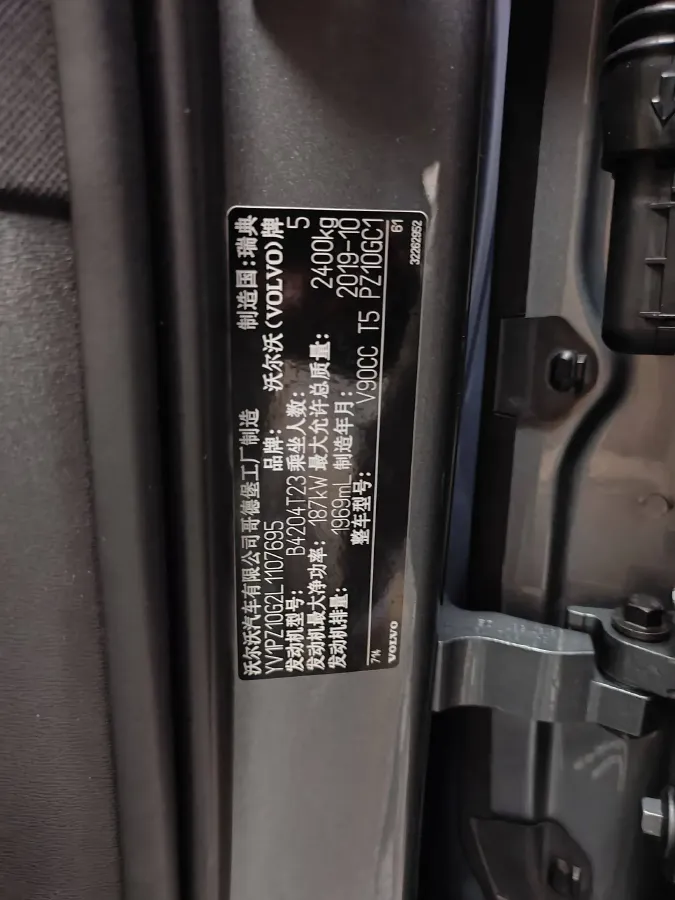 沃尔沃汽车有限公司哥德堡工厂制造 制造国:瑞典
YV1PZ10G2L1107695 品牌: 沃尔沃(VOLVO)牌
发动机型号: B4204T23 乘坐人数: 5
发动机最大净功率: 187kW 最大允许总质量: 2400kg
发动机排量: 1969mL 制造年月: 2019-10
整车型号: V90CC T5 PZ10GC1
7% 61
VOLVO 32262952